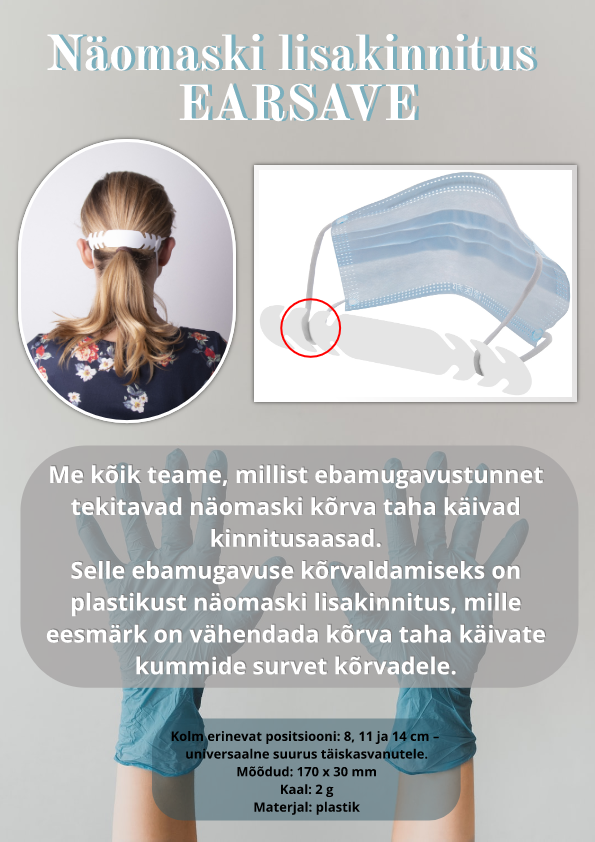 Näomaski lisakinnitus
EARSAVE
Me kõik teame, millist ebamugavustunnet
tekitavad näomaski kõrva taha käivad
kinnitusaasad.
Selle ebamugavuse kõrvaldamiseks on
plastikust näomaski lisakinnitus, mille
eesmärk on vähendada kõrva taha käivate
kummide survet kõrvadele.
Kolm erinevat positsiooni: 8, 11 ja 14 cm –
universaalne suurus täiskasvanutele.
Mõõdud: 170 x 30 mm
Kaal: 2 g
Materjal: plastik